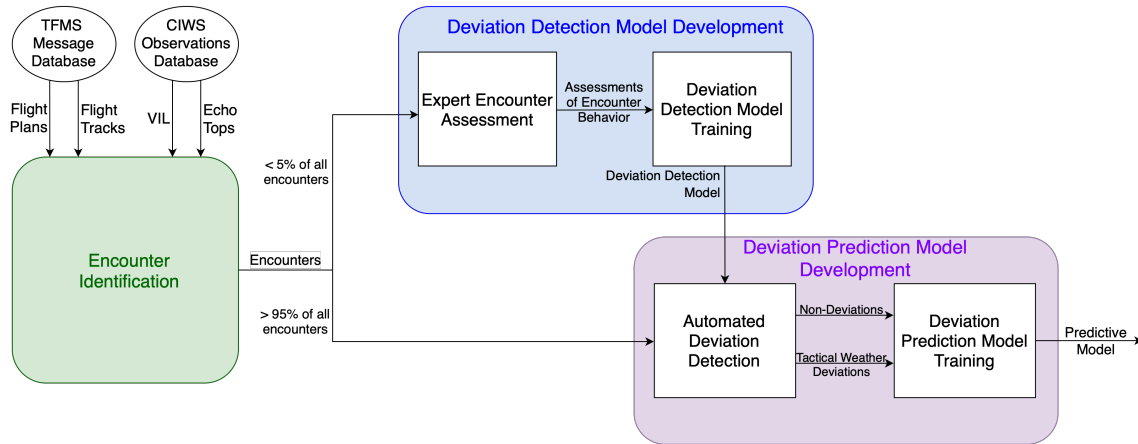 TFMS
Message
Database
CIWS
Observations
Database
Flight
Plans
Flight
Tracks
VIL
Echo
Tops
Encounter
Identification
Encounters
< 5% of all
encounters
> 95% of all
encounters
Deviation Detection Model Development
Expert Encounter
Assessment
Assessments
of Encounter
Behavior
Deviation
Detection Model
Training
Deviation Detection
Model
Deviation Prediction Model
Development
Automated
Deviation
Detection
Non-Deviations
Tactical Weather
Deviations
Deviation
Prediction Model
Training
Predictive
Model